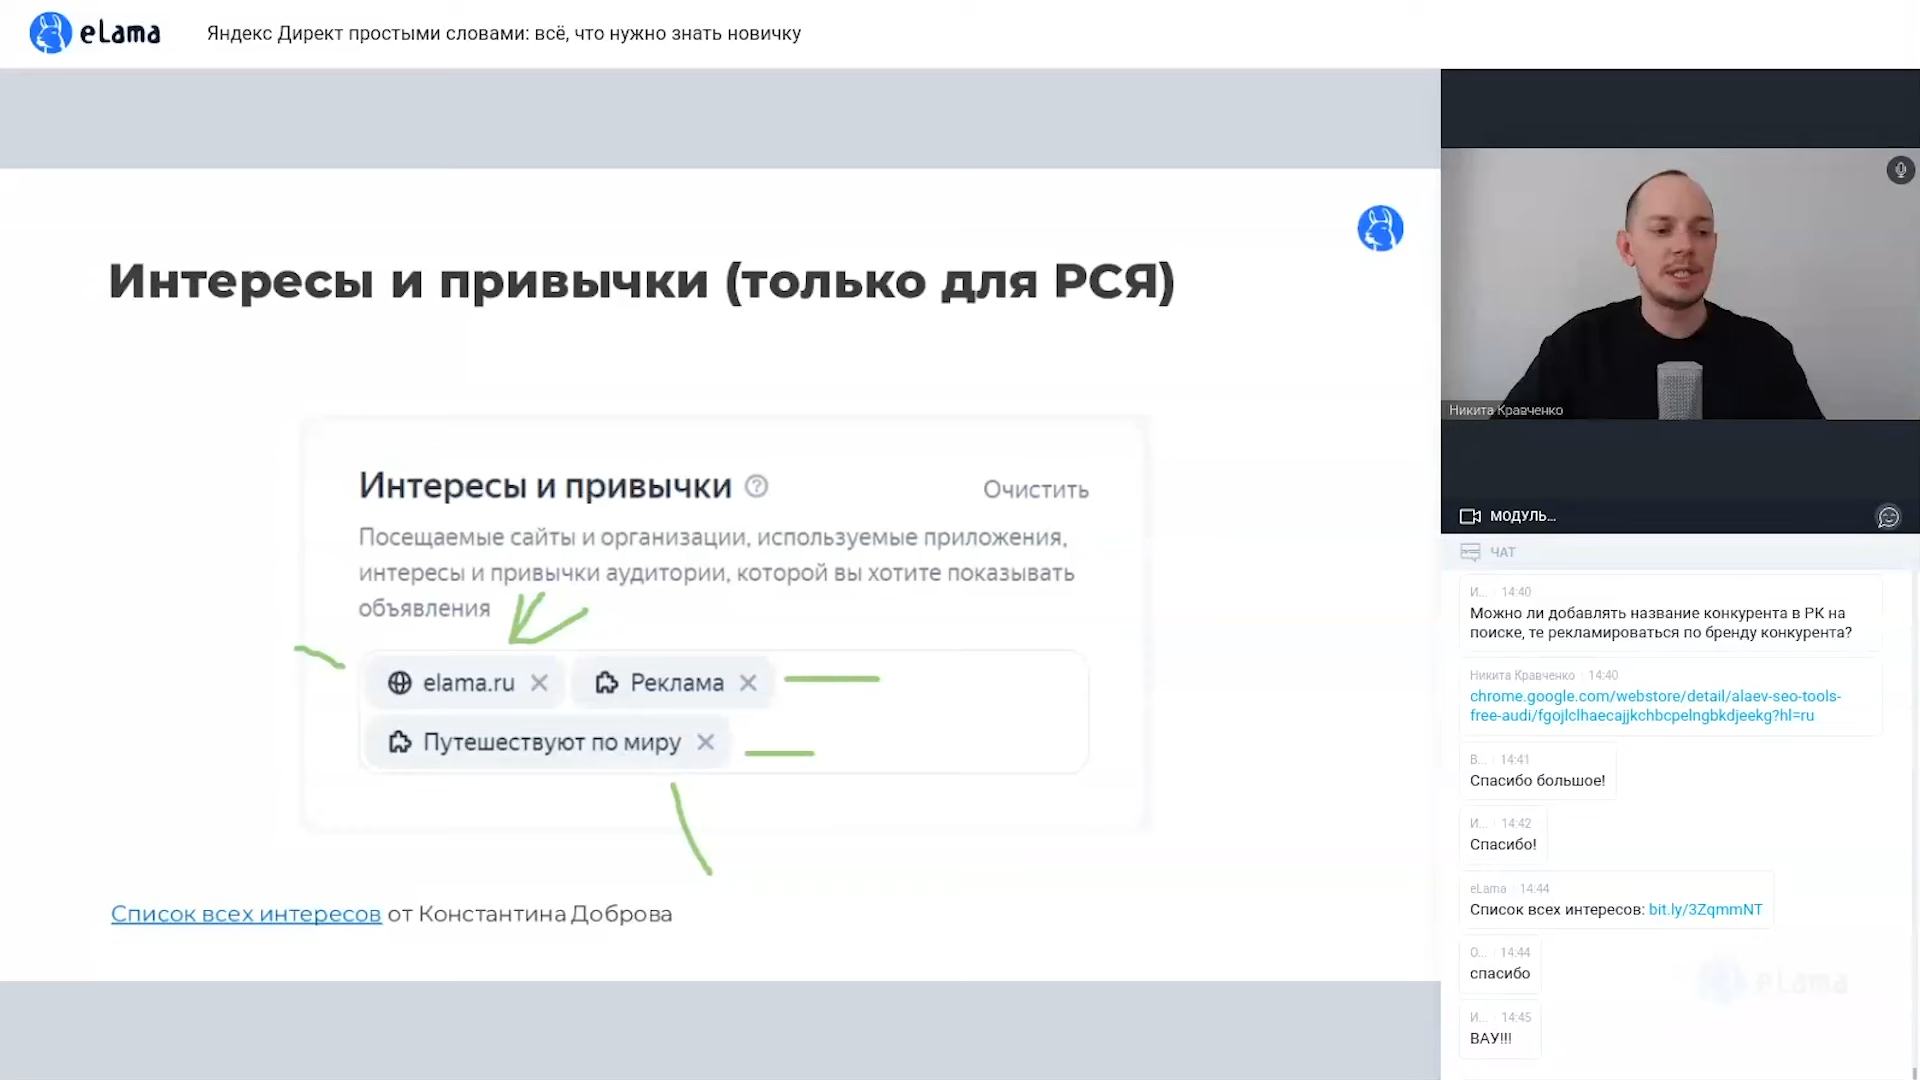 eLama
Яндекс Директ простыми словами: всё, что нужно знать новичку
Интересы и привычки (только для РСЯ)
Интересы и привычки ?
Очистить
Посещаемые сайты и организации, используемые приложения,
интересы и привычки аудитории, которой вы хотите показывать
объявления
elama.ru ×
Реклама ×
Путешествуют по миру ×
Список всех интересов от Константина Доброва
Никита Кравченко
МОДУЛЬ...
ЧАТ
И... 14:40
Можно ли добавлять название конкурента в РК на
поиске, те рекламироваться по бренду конкурента?
Никита Кравченко 14:40
chrome.google.com/webstore/detail/alaev-seo-tools-
free-audi/fgojlclhaecajjkchbcpelngbkdjeekg?hl=ru
В... 14:41
Спасибо большое!
И... 14:42
Спасибо!
eLama 14:44
Список всех интересов: bit.ly/3ZqmmNT
О... 14:44
спасибо
И... 14:45
ВАУ!!!
eLama